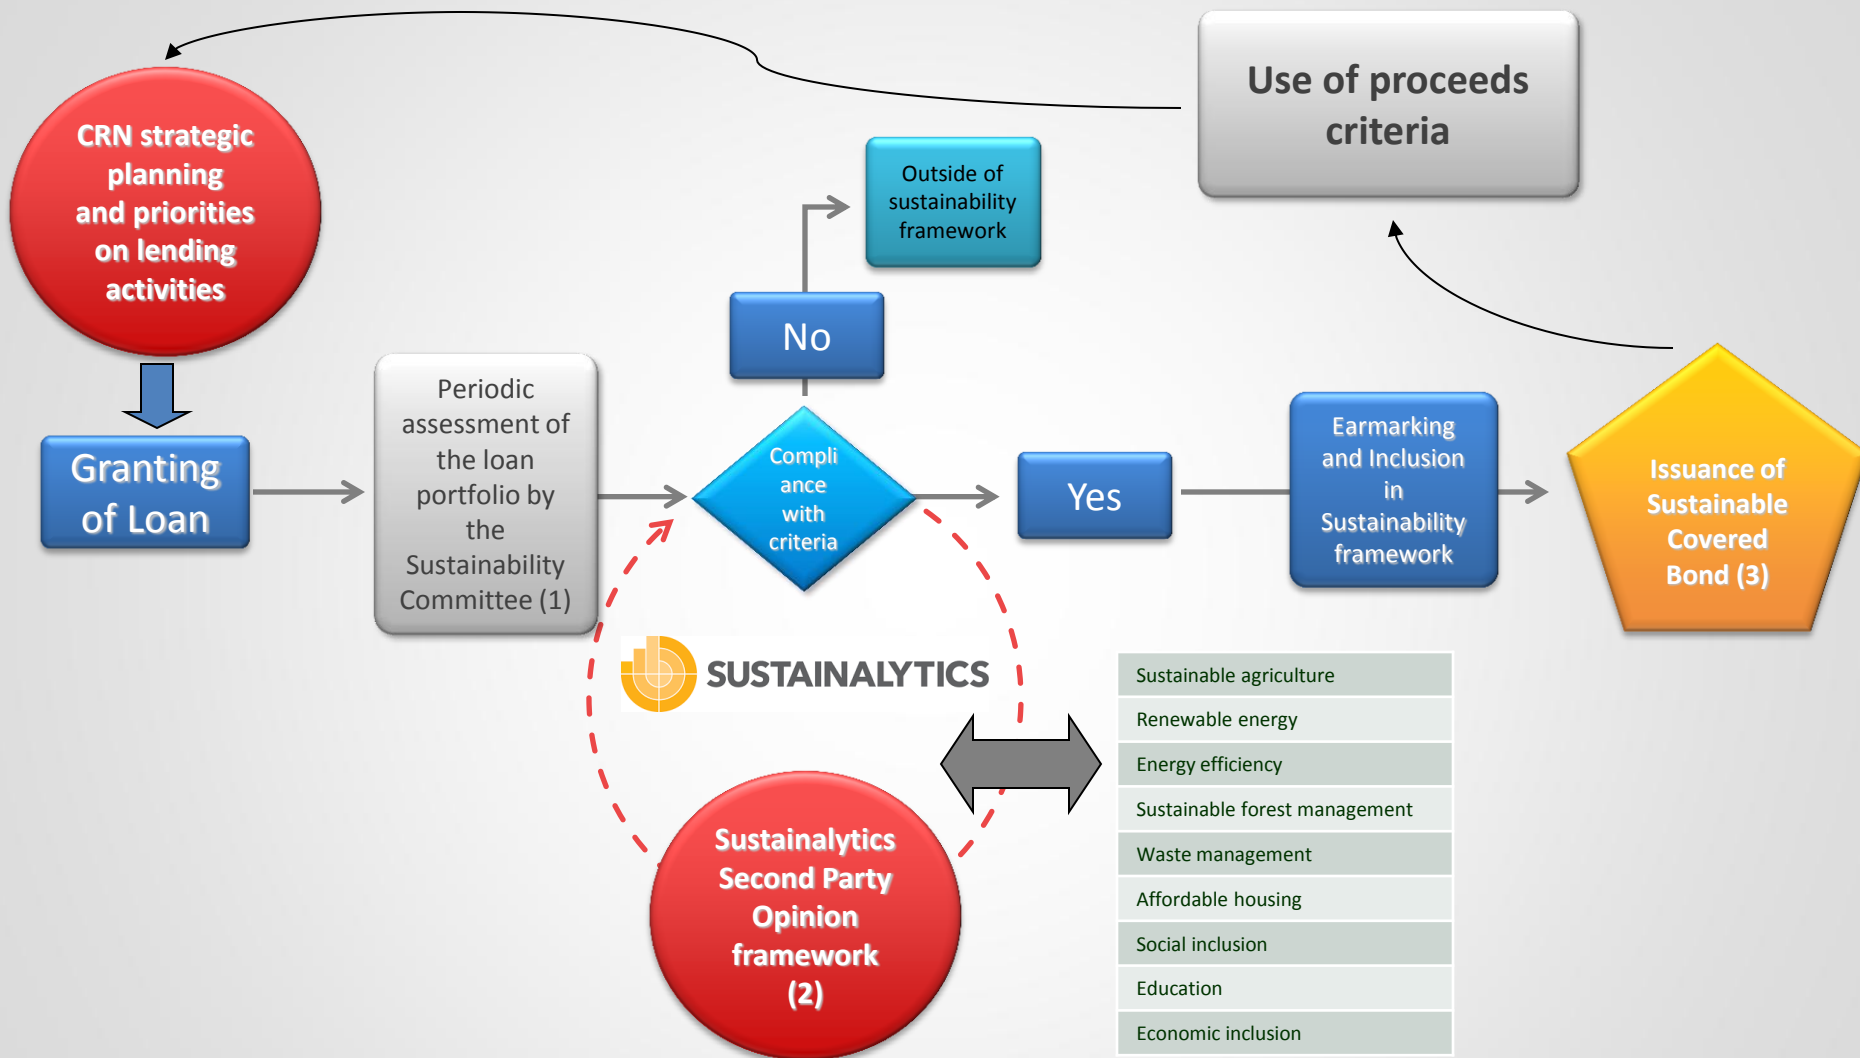 CRN strategic
planning
and priorities
on lending
activities
Granting
of Loan
Periodic
assessment of
the loan
portfolio by
the
Sustainability
Committee (1)
Compli
ance
with
criteria
No
Outside of
sustainability
framework
Yes
Earmarking
and Inclusion
in
Sustainability
framework
Issuance of
Sustainable
Covered
Bond (3)
Use of proceeds
criteria
SUSTAINALYTICS
Sustainalytics
Second Party
Opinion
framework
(2)
Sustainable agriculture
Renewable energy
Energy efficiency
Sustainable forest management
Waste management
Affordable housing
Social inclusion
Education
Economic inclusion